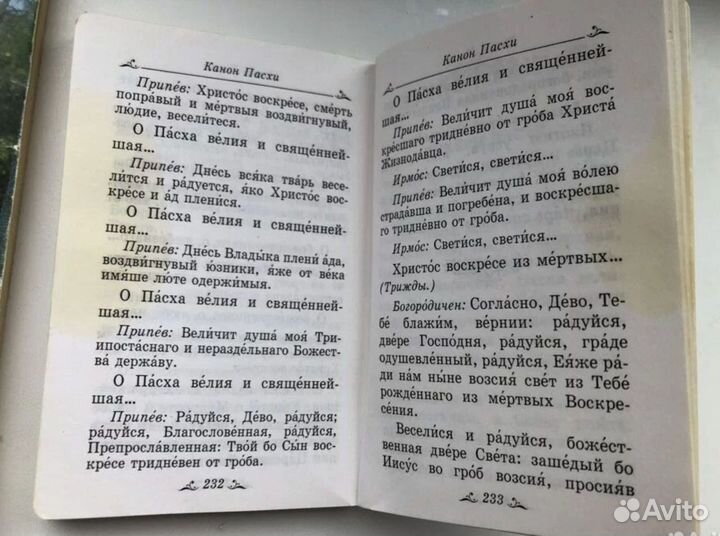 Канон Пасхи
Припе́в: Христо́с воскре́се, сме́рть
попра́вый и ме́ртвыя воздви́гнувый,
лю́дие, весели́теся.
О Па́сха ве́лия и свяще́нней-
шая...
Припе́в: Дне́сь вся́ка тва́рь весе-
ли́тся и ра́дуется, я́ко Христо́с вос-
кре́се и а́д плени́ся.
О Па́сха ве́лия и свяще́нней-
шая...
Припе́в: Дне́сь Влады́ка плени́ а́да,
воздви́гнувый ю́зники, я́же от ве́ка
имя́ше лю́те одержи́мыя.
О Па́сха ве́лия и свяще́нней-
шая...
Припе́в: Вели́чит душа́ моя́ Три-
ипоста́снаго и неразде́льнаго Божест-
ва́ держа́ву.
О Па́сха ве́лия и свяще́нней-
шая...
Припе́в: Ра́дуйся, Де́во, ра́дуйся;
ра́дуйся, Благослове́нная, ра́дуйся,
Препросла́вленная: Тво́й бо Сы́н вос-
кре́се тридне́вен от гро́ба.
232
Канон Пасхи
О Па́сха ве́лия и свяще́нней-
шая...
Припе́в: Вели́чит душа́ моя́ вос-
кре́сшаго тридне́вно от гро́ба Христа́
Жизнода́вца.
Ирмо́с: Свети́ся, свети́ся...
Припе́в: Вели́чит душа́ моя́ во́лею
страда́вша и погребе́на, и воскре́сша-
го тридне́вно от гро́ба.
Ирмо́с: Свети́ся, свети́ся...
Христо́с воскре́се из ме́ртвых...
(Три́жды.)
Богоро́дичен: Согла́сно, Де́во, Те-
бе́ блажи́м, ве́рнии: ра́дуйся,
две́ре Госпо́дня, ра́дуйся, гра́де
одушевле́нный, ра́дуйся, Ея́же ра́-
ди на́м ны́не возсия́ све́т из Тебе́
рожде́ннаго из ме́ртвых Воскре-
се́ния.
Весели́ся и ра́дуйся, боже́ст-
венная две́ре Све́та: заше́дый бо
Иису́с во гро́б возсия́, просия́в
233
Avito